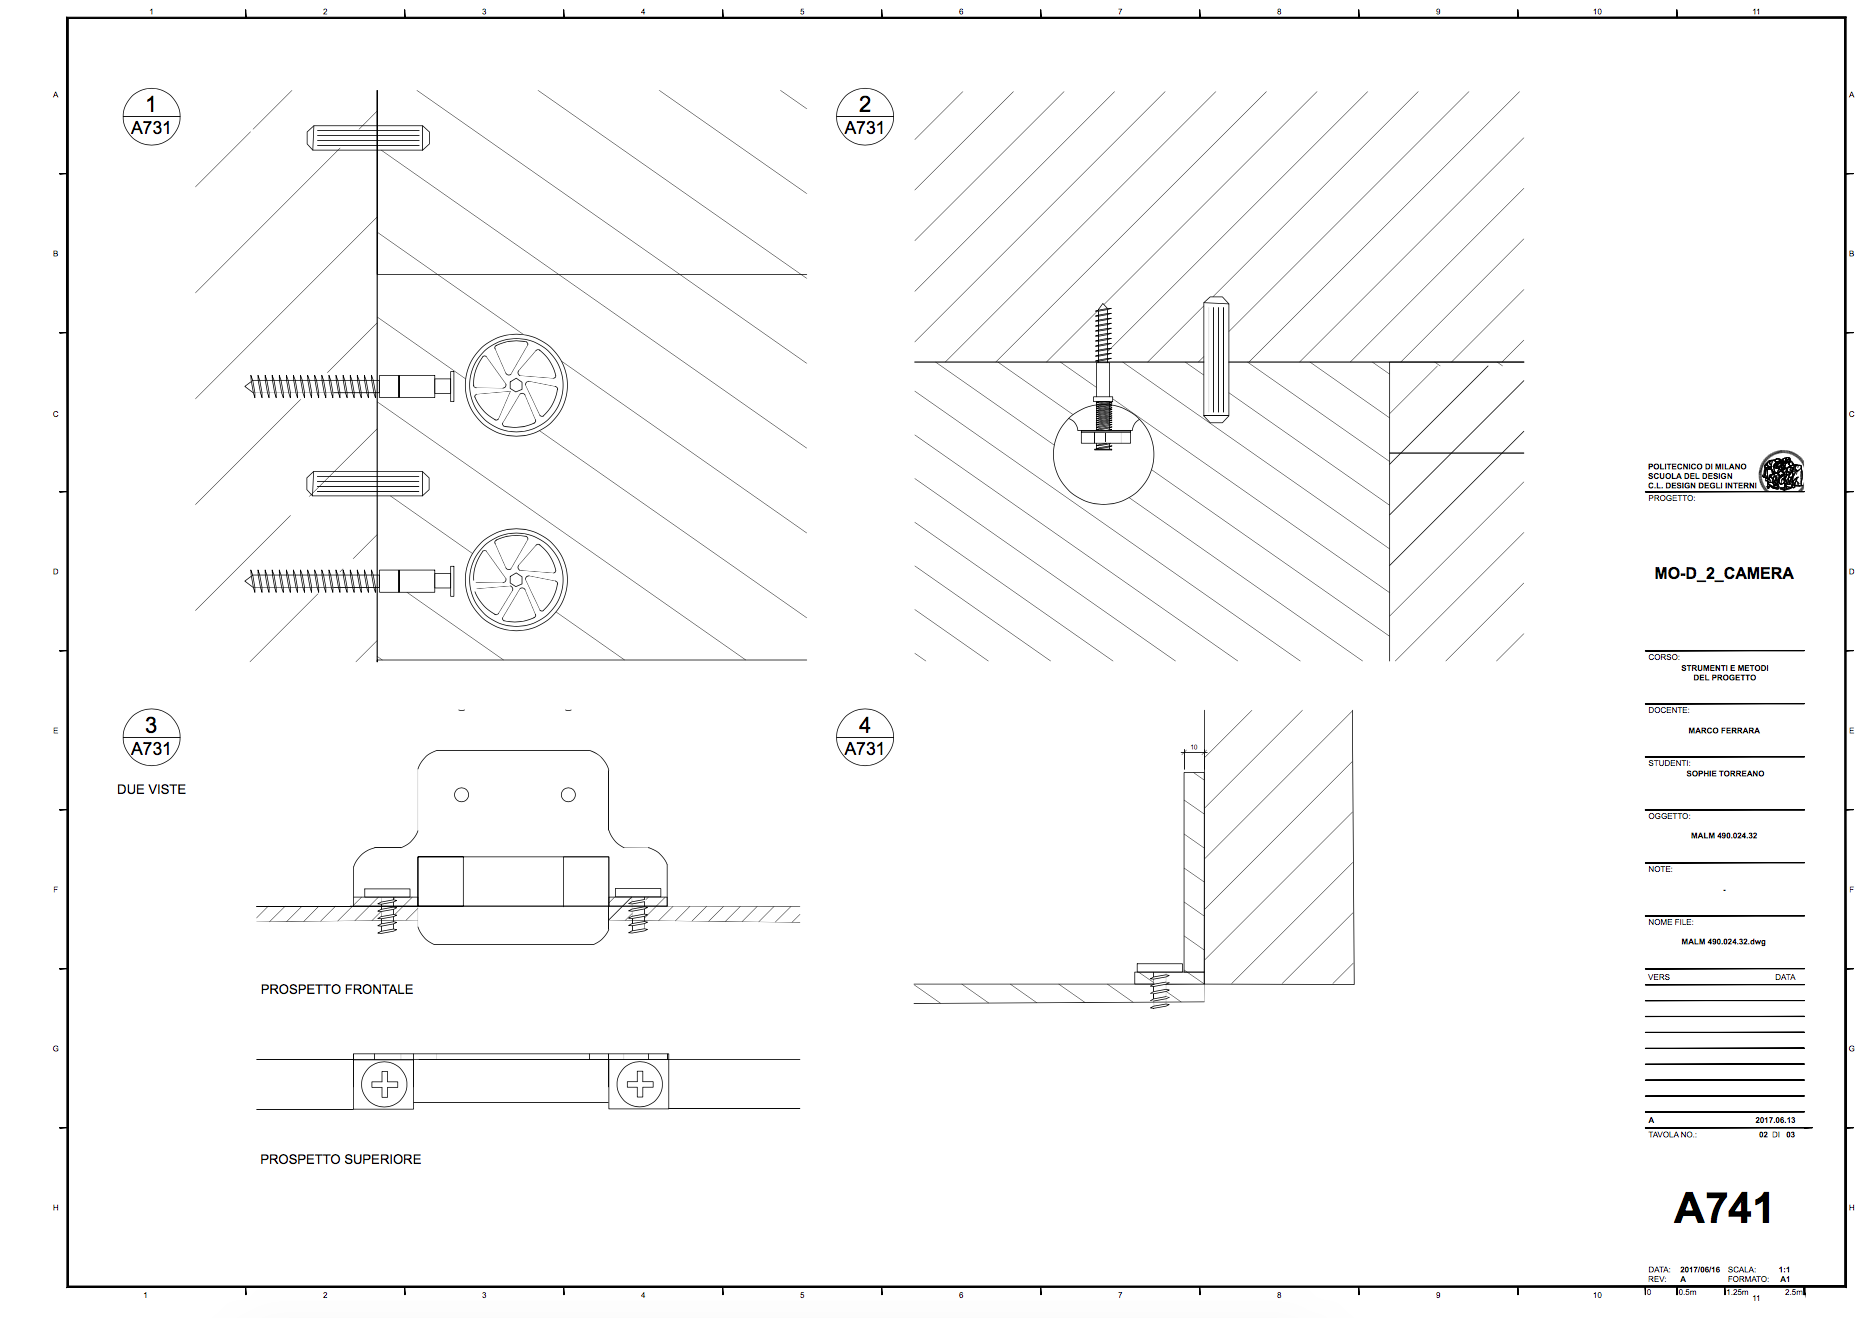 1 2 3 4 5 6 7 8 9 10 11
A A
B B
C C
D D
E E
F F
G G
H H
1
A731
2
A731
3
A731
DUE VISTE
PROSPETTO FRONTALE
PROSPETTO SUPERIORE
4
A731
10
POLITECNICO DI MILANO
SCUOLA DEL DESIGN
C.L. DESIGN DEGLI INTERNI
PROGETTO:
MO-D_2_CAMERA
CORSO:
STRUMENTI E METODI
DEL PROGETTO
DOCENTE:
MARCO FERRARA
STUDENTI:
SOPHIE TORREANO
OGGETTO:
MALM 490.024.32
NOTE:
-
NOME FILE:
MALM 490.024.32.dwg
VERS DATA
A 2017.06.13
TAVOLA NO.: 02 DI 03
A741
DATA: 2017/06/16 SCALA: 1:1
REV: A FORMATO: A1
0 0.5m 1.25m 2.5m
1 2 3 4 5 6 7 8 9 10 11